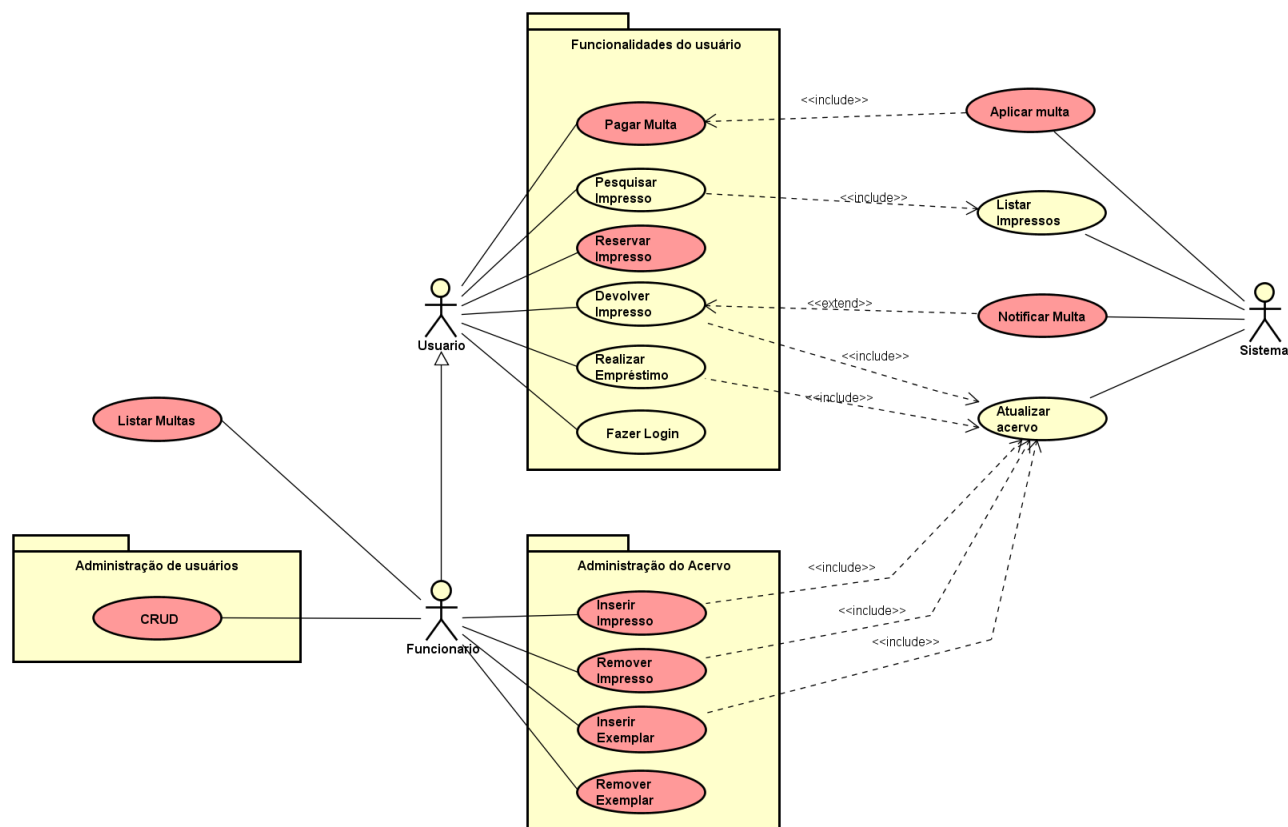 Funcionalidades do usuário
<<include>>
Pagar Multa
Aplicar multa
Pesquisar
Impresso
<<include>>
Listar
Impressos
Reservar
Impresso
Devolver
Impresso
<<extend>>
Notificar Multa
Usuario
Sistema
<<include>>
Realizar
Empréstimo
<<include>>
Atualizar
acervo
Listar Multas
Fazer Login
Administração de usuários
Administração do Acervo
<<include>>
CRUD
Inserir
Impresso
<<include>>
Funcionario
<<include>>
Remover
Impresso
Inserir
Exemplar
Remover
Exemplar